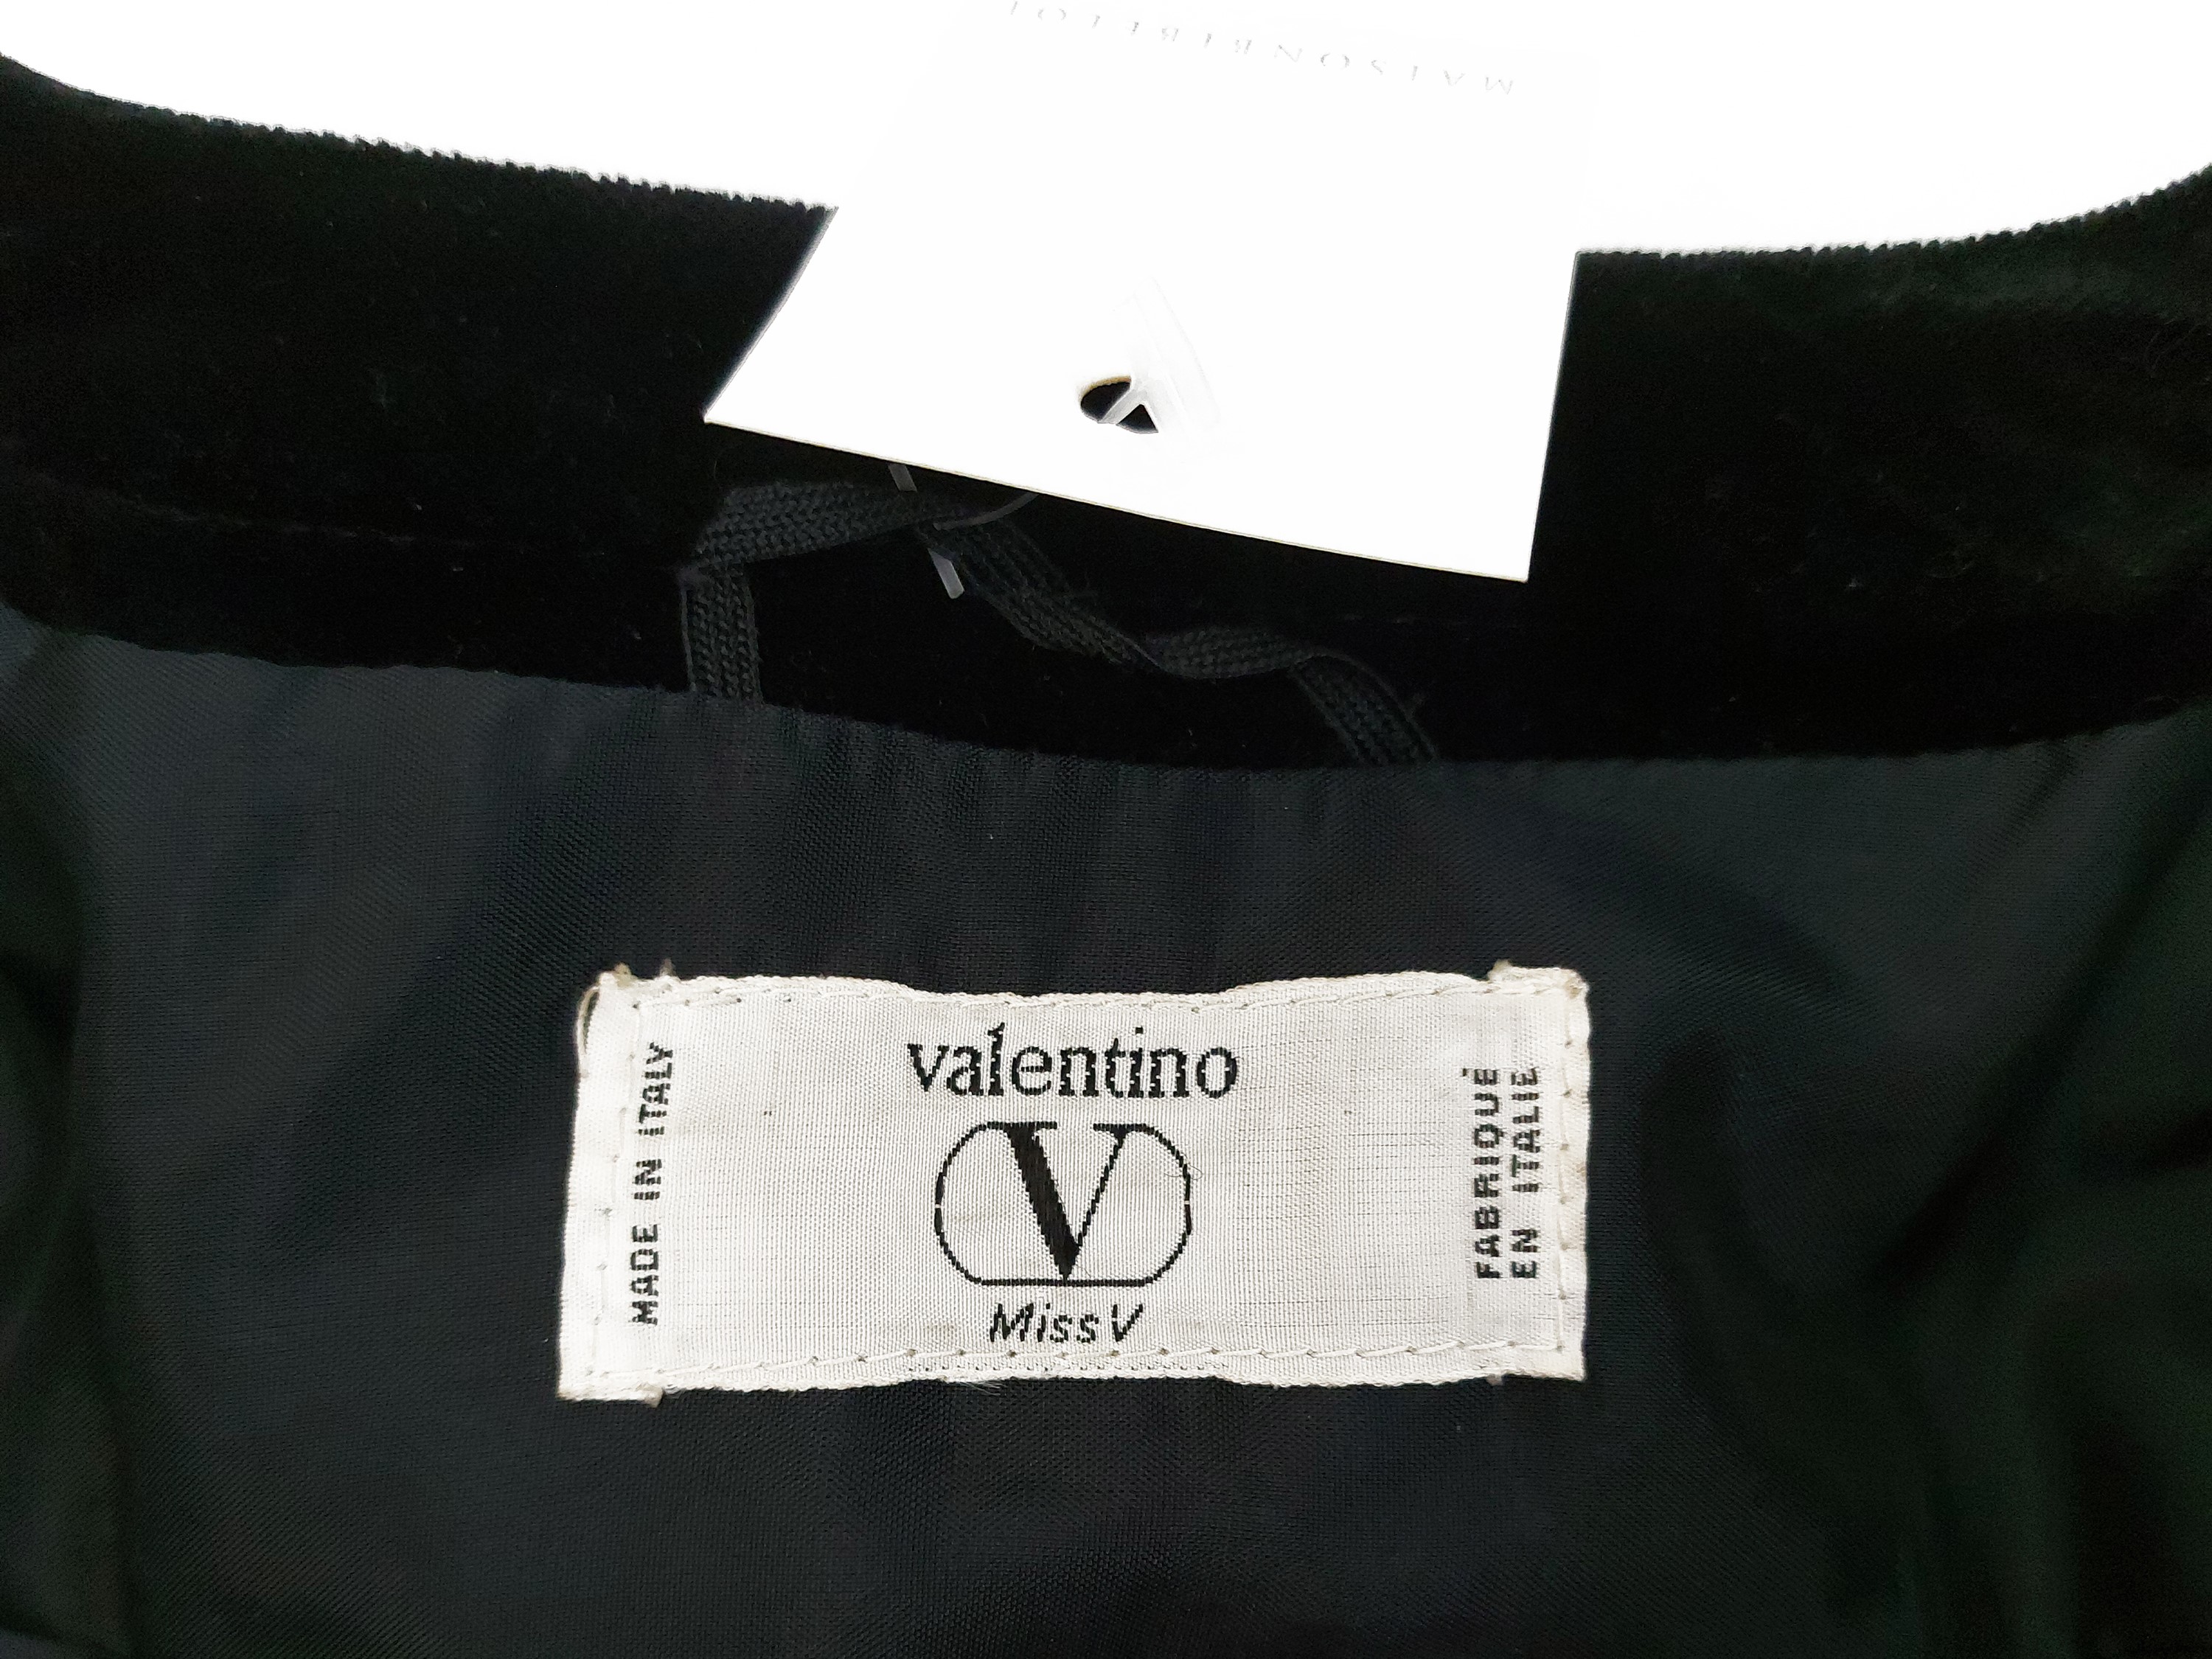 valentino
V
Miss V
MADE IN ITALY
FABRIQUÉ
EN ITALIE